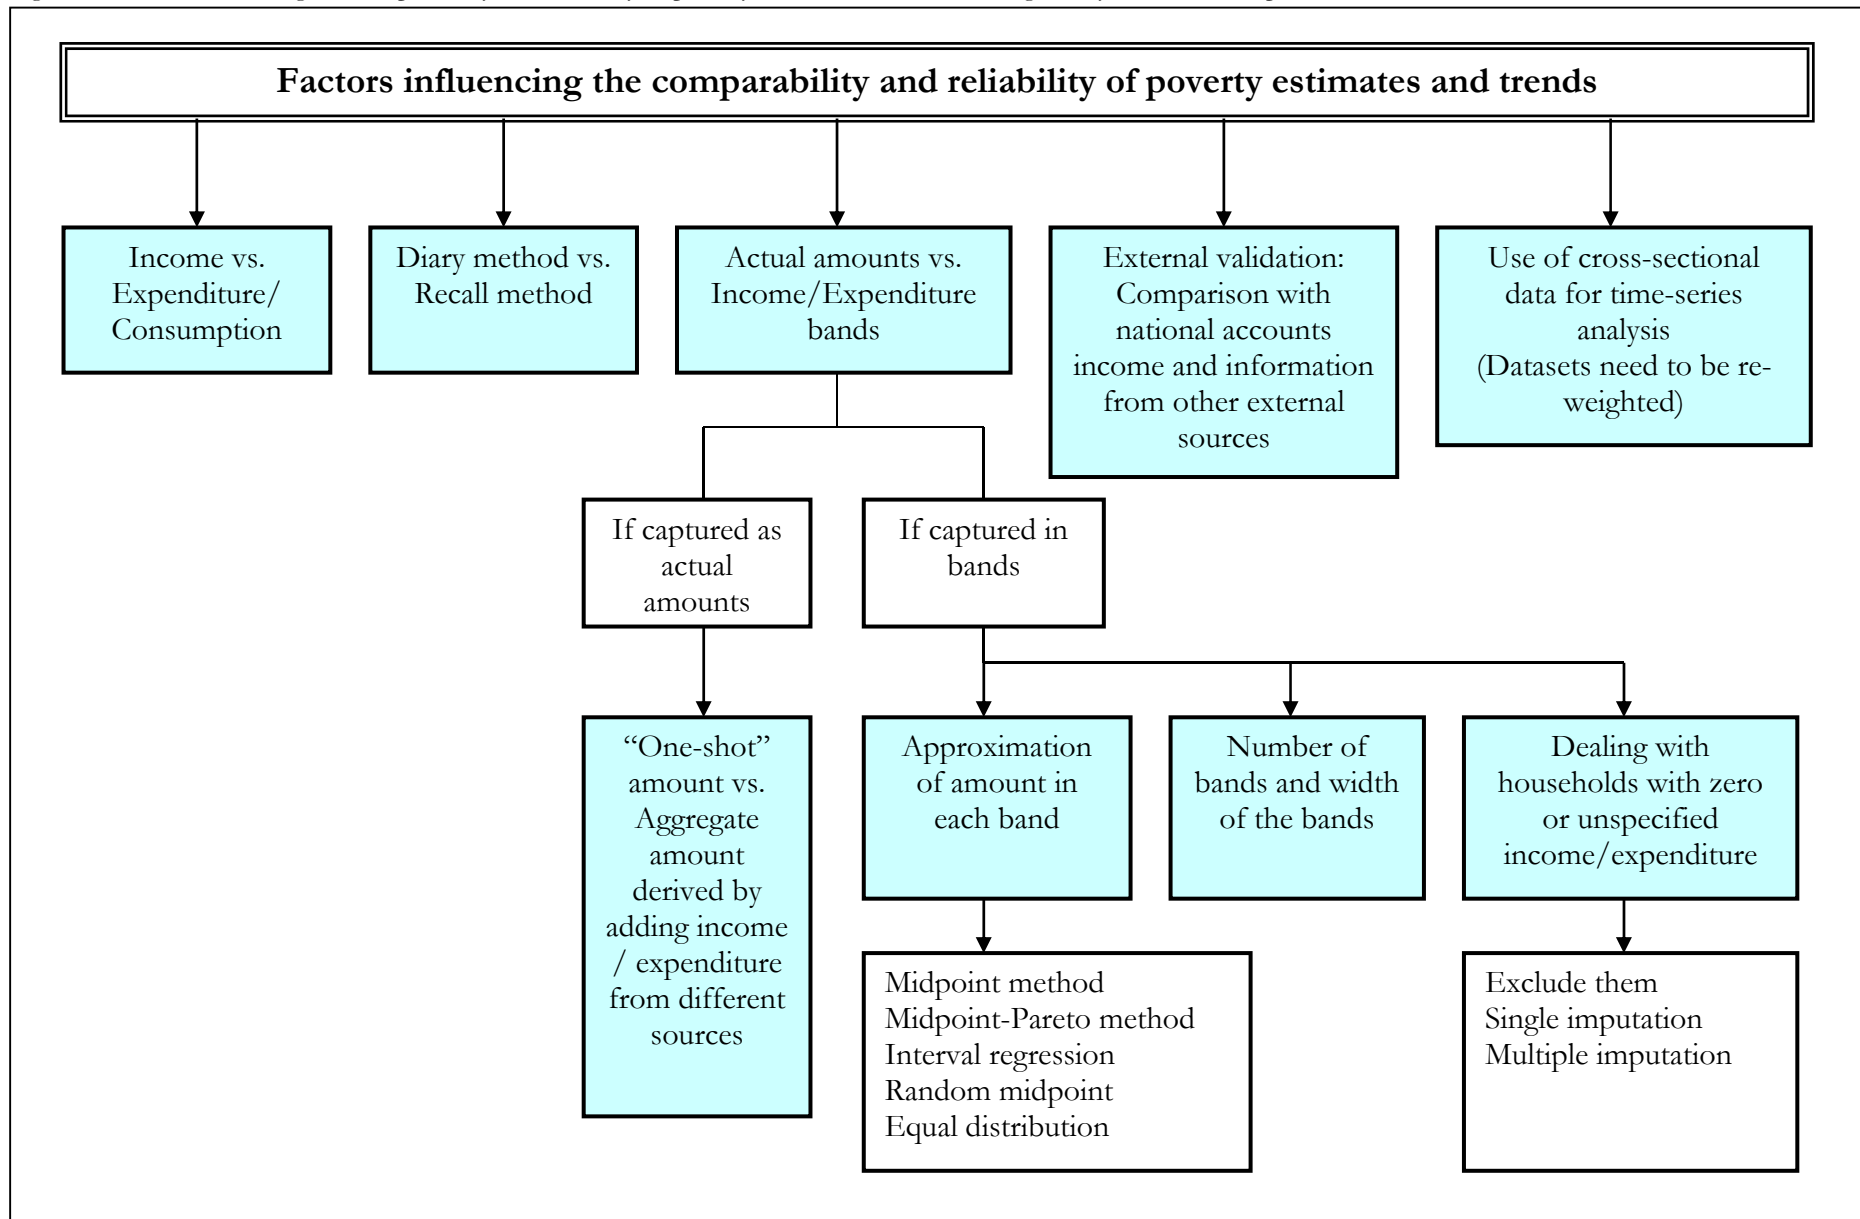 Factors influencing the comparability and reliability of poverty estimates and trends
Income vs.
Expenditure/
Consumption
Diary method vs.
Recall method
Actual amounts vs.
Income/Expenditure
bands
External validation:
Comparison with
national accounts
income and information
from other external
sources
Use of cross-sectional
data for time-series
analysis
(Datasets need to be re-
weighted)
If captured as
actual
amounts
If captured in
bands
“One-shot”
amount vs.
Aggregate
amount
derived by
adding income
/ expenditure
from different
sources
Approximation
of amount in
each band
Number of
bands and width
of the bands
Dealing with
households with zero
or unspecified
income/expenditure
Midpoint method
Midpoint-Pareto method
Interval regression
Random midpoint
Equal distribution
Exclude them
Single imputation
Multiple imputation